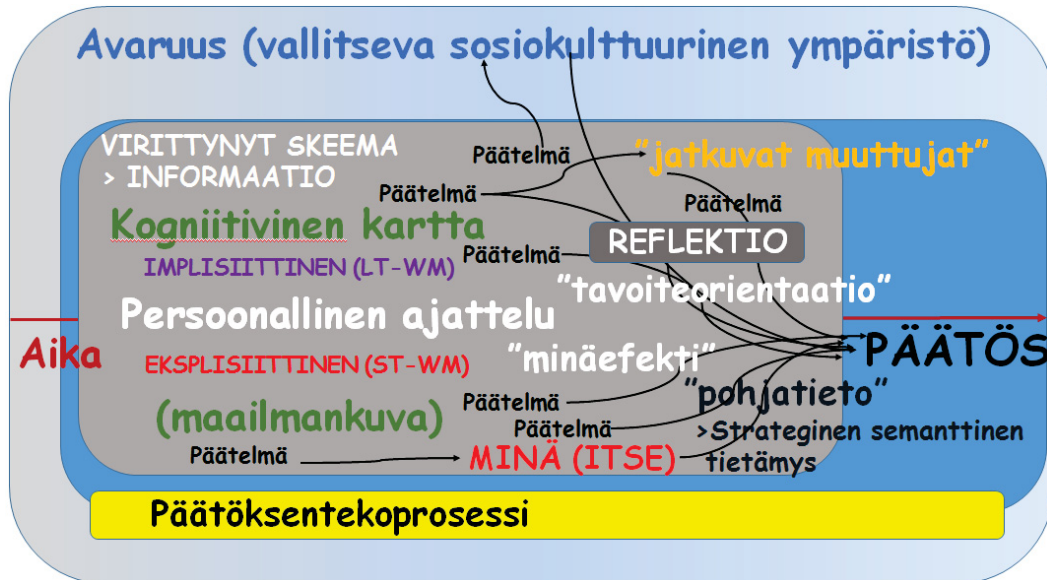 Avaruus (vallitseva sosiokulttuurinen ympäristö)
VIRITTYNYT SKEEMA
> INFORMAATIO
Päätelmä
"jatkuvat muuttujat"
Päätelmä
Päätelmä
Kogniitivinen kartta
REFLEKTIO
Päätelmä
IMPLISIITTINEN (LT-WM)
"tavoiteorientaatio"
Persoonallinen ajattelu
Aika
"minäefekti"
PÄÄTÖS
EKSPLISIITTINEN (ST-WM)
"pohjatieto"
Päätelmä
(maailmankuva)
Päätelmä
>Strateginen semanttinen
tietämys
Päätelmä
MINÄ (ITSE)
Päätöksentekoprosessi